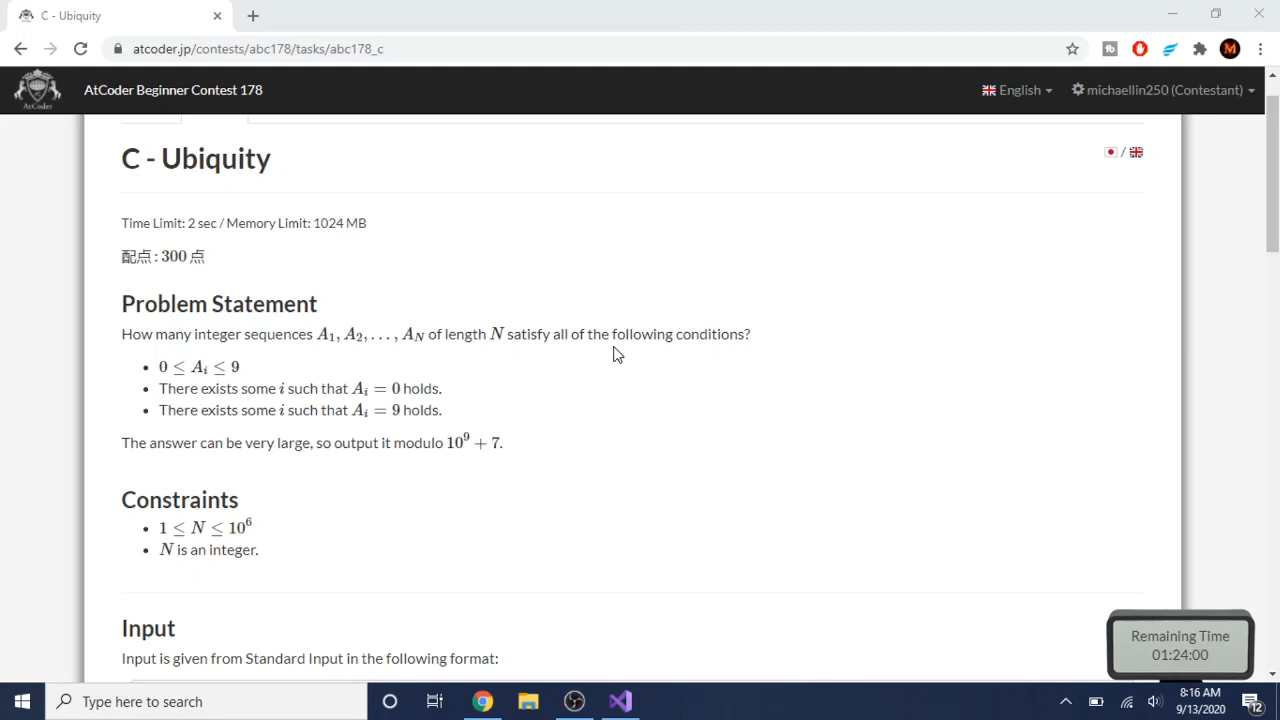 C - Ubiquity
atcoder.jp/contests/abc178/tasks/abc178_c
M
AtCoder
AtCoder Beginner Contest 178
English
michaellin250 (Contestant)
C - Ubiquity
/
Time Limit: 2 sec / Memory Limit: 1024 MB
配点 : 300 点
Problem Statement
How many integer sequences A₁, A₂, . . . , A_N of length N satisfy all of the following conditions?
• 0 ≤ Aᵢ ≤ 9
• There exists some i such that Aᵢ = 0 holds.
• There exists some i such that Aᵢ = 9 holds.
The answer can be very large, so output it modulo 10⁹ + 7.
Constraints
• 1 ≤ N ≤ 10⁶
• N is an integer.
Input
Input is given from Standard Input in the following format:
Remaining Time
01:24:00
Type here to search
8:16 AM
9/13/2020
12